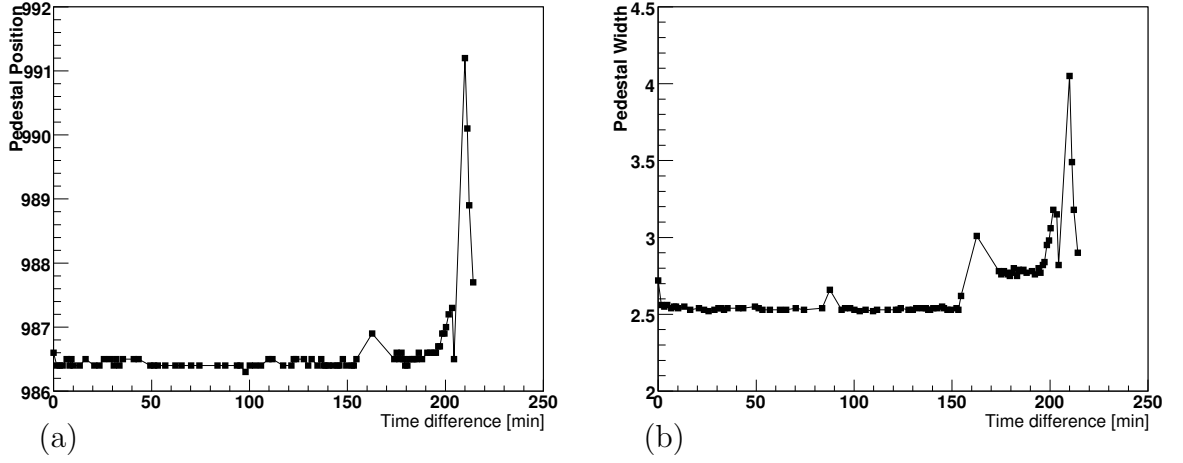 Pedestal Position
992
991
990
989
988
987
986
0 50 100 150 200 250
Time difference [min]
(a)
Pedestal Width
4.5
4
3.5
3
2.5
2
0 50 100 150 200 250
Time difference [min]
(b)